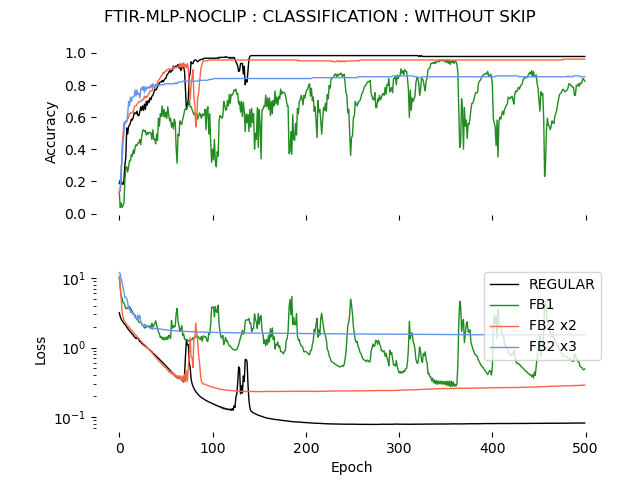 FTIR-MLP-NOCLIP : CLASSIFICATION : WITHOUT SKIP
1.0
0.8
0.6
0.4
0.2
0.0
Accuracy
10¹
10⁰
10⁻¹
Loss
REGULAR
FB1
FB2 x2
FB2 x3
0
100
200
300
400
500
Epoch